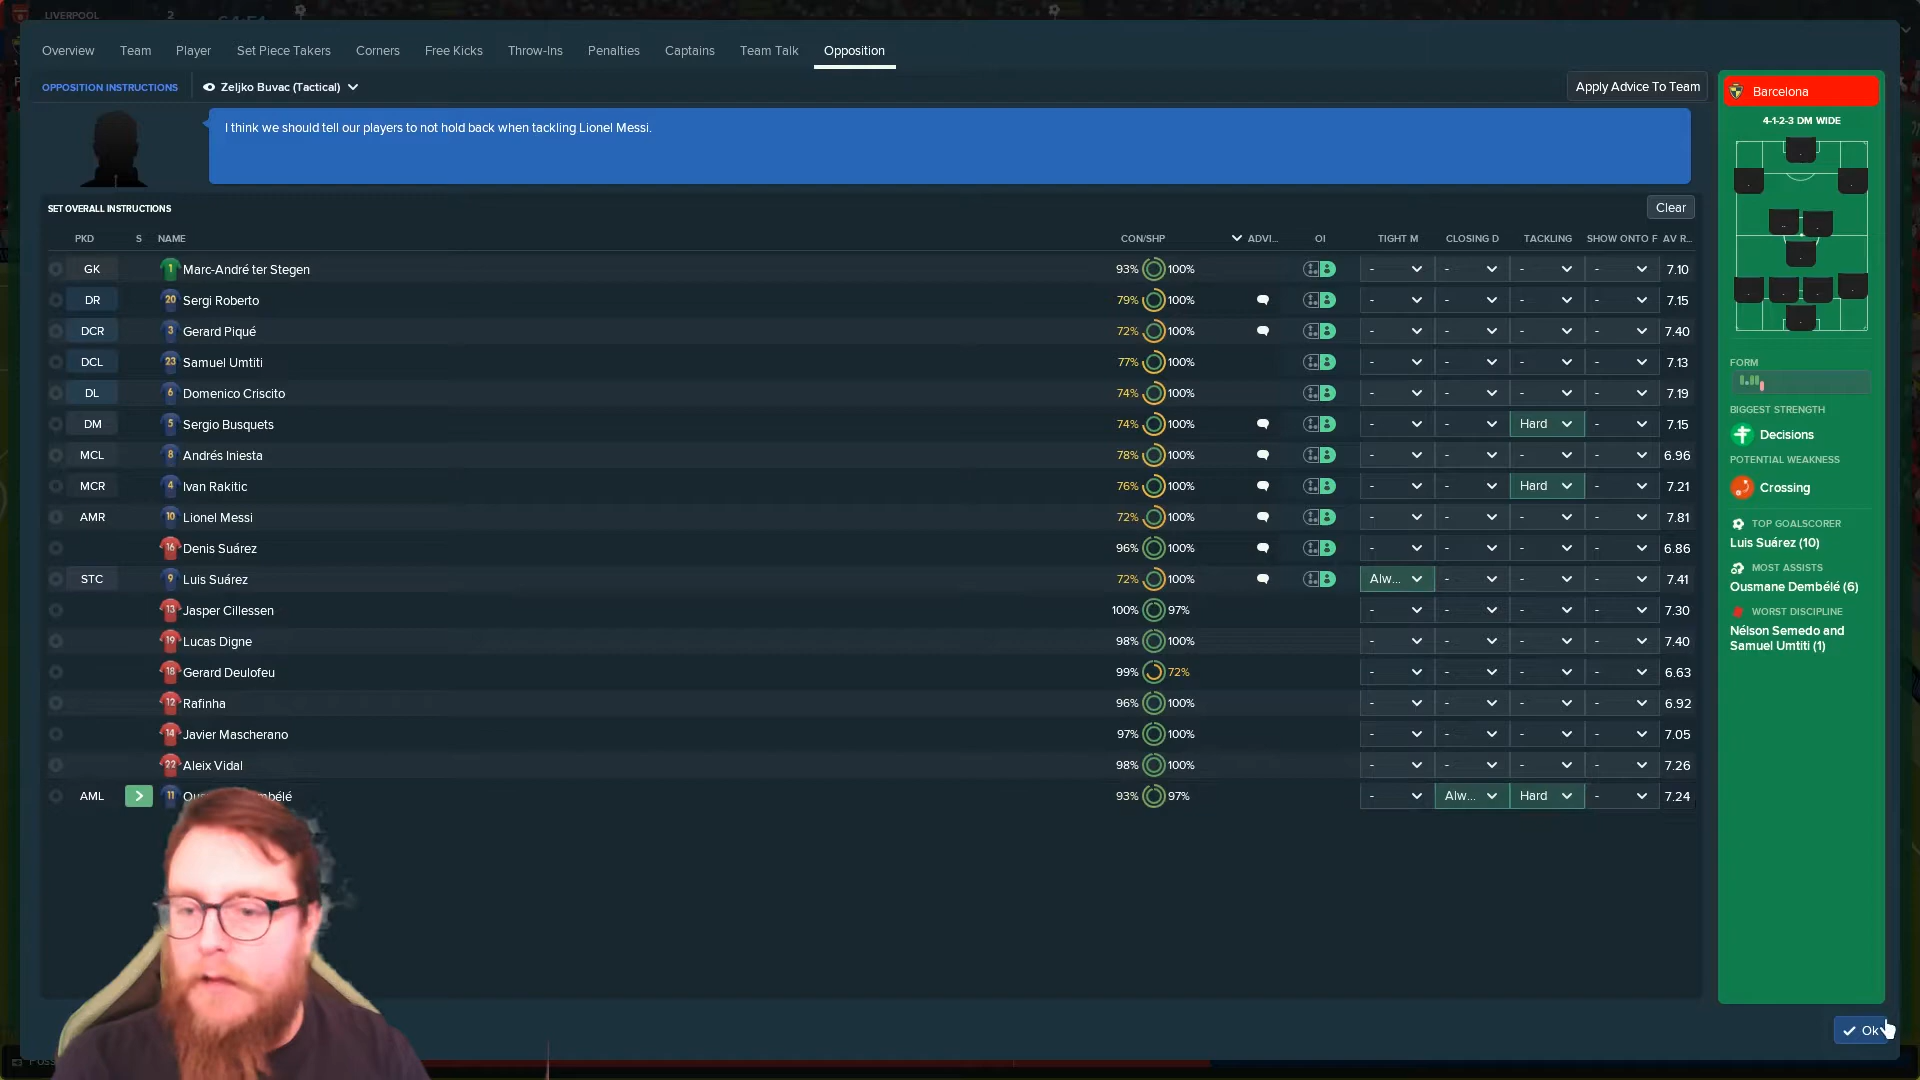 LIVERPOOL 2
Overview Team Player Set Piece Takers Corners Free Kicks Throw-Ins Penalties Captains Team Talk Opposition
OPPOSITION INSTRUCTIONS Zeljko Buvac (Tactical) Apply Advice To Team
I think we should tell our players to not hold back when tackling Lionel Messi.
SET OVERALL INSTRUCTIONS Clear
PKD S NAME CON/SHP ADVI... OI TIGHT M CLOSING D TACKLING SHOW ONTO F AV R...
GK 1 Marc-André ter Stegen 93% 100% - - - - 7.10
DR 20 Sergi Roberto 79% 100% - - - - 7.15
DCR 3 Gerard Piqué 72% 100% - - - - 7.40
DCL 23 Samuel Umtiti 77% 100% - - - - 7.13
DL 6 Domenico Criscito 74% 100% - - - - 7.19
DM 5 Sergio Busquets 74% 100% - - Hard - 7.15
MCL 8 Andrés Iniesta 78% 100% - - - - 6.96
MCR 4 Ivan Rakitic 76% 100% - - Hard - 7.21
AMR 10 Lionel Messi 72% 100% - - - - 7.81
16 Denis Suárez 96% 100% - - - - 6.86
STC 9 Luis Suárez 72% 100% Alw... - - - 7.41
13 Jasper Cillessen 100% 97% - - - - 7.30
19 Lucas Digne 98% 100% - - - - 7.40
18 Gerard Deulofeu 99% 72% - - - - 6.63
12 Rafinha 96% 100% - - - - 6.92
14 Javier Mascherano 97% 100% - - - - 7.05
22 Aleix Vidal 98% 100% - - - - 7.26
AML 11 93% 97% - Alw... Hard - 7.24
Barcelona
4-1-2-3 DM WIDE
FORM
BIGGEST STRENGTH
Decisions
POTENTIAL WEAKNESS
Crossing
TOP GOALSCORER
Luis Suárez (10)
MOST ASSISTS
Ousmane Dembélé (6)
WORST DISCIPLINE
Nélson Semedo and
Samuel Umtiti (1)
Ok